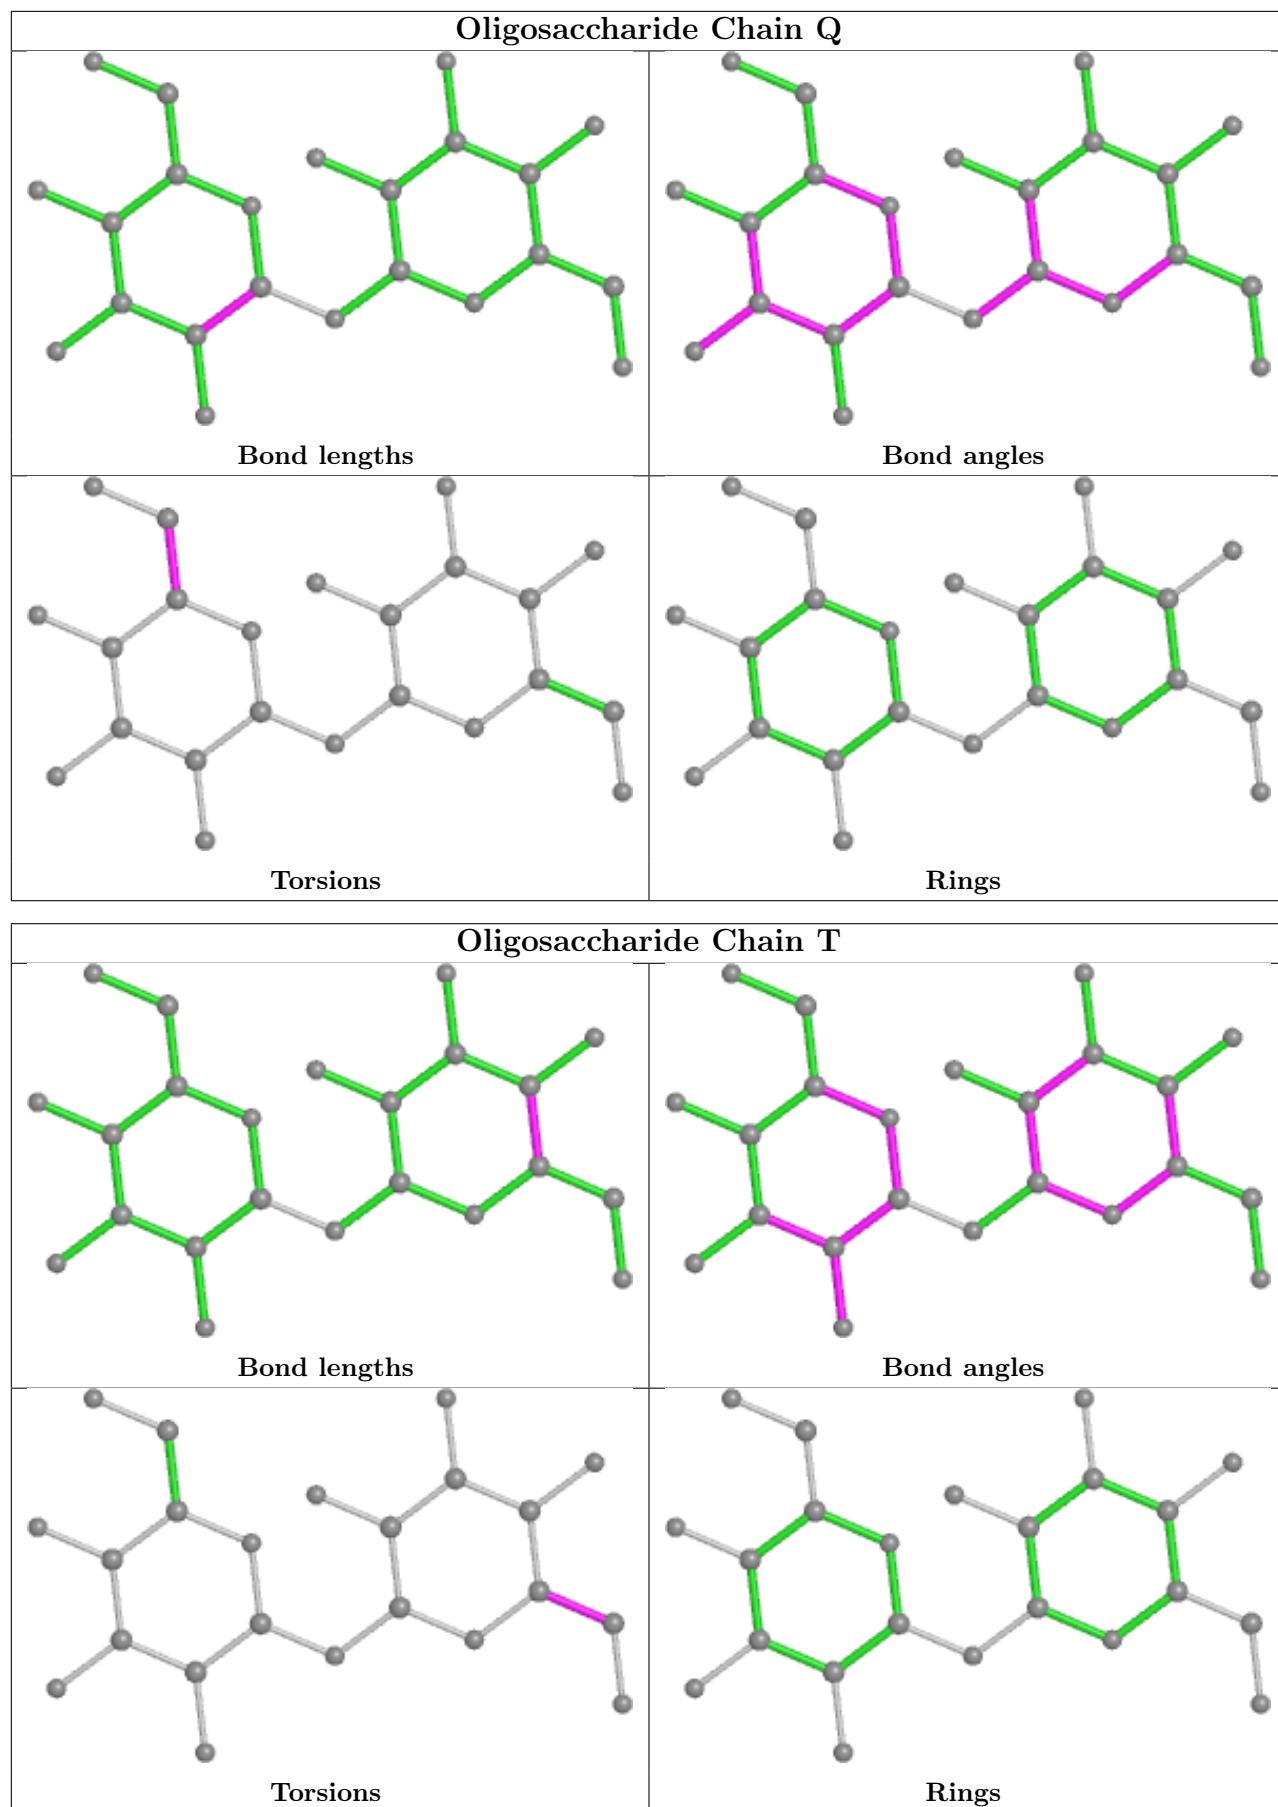 Oligosaccharide Chain Q
Bond lengths
Bond angles
Torsions
Rings
Oligosaccharide Chain T
Bond lengths
Bond angles
Torsions
Rings